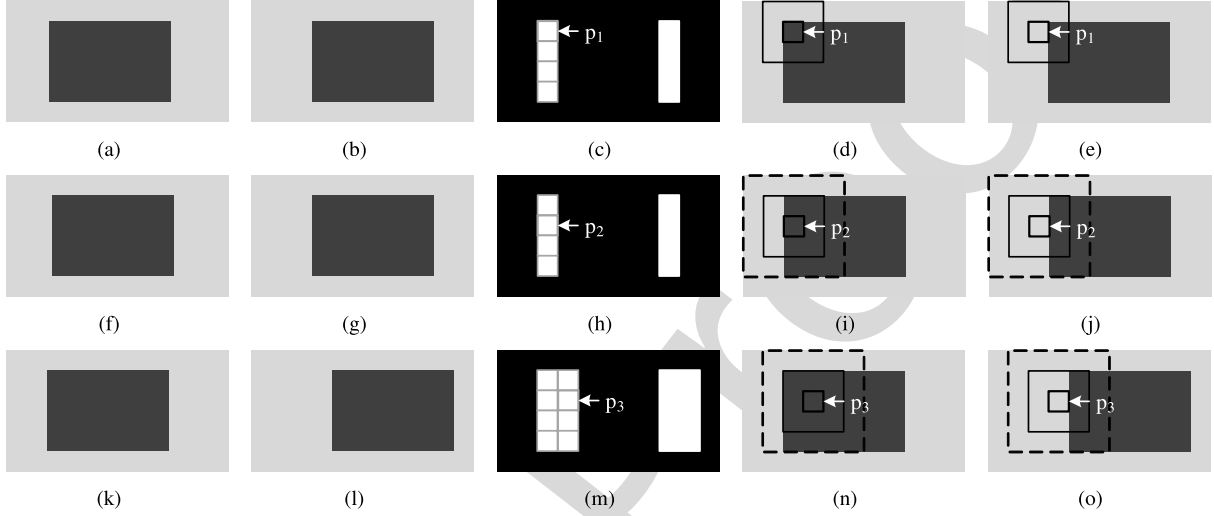 p1 p1 p1
(a) (b) (c) (d) (e)
p2 p2 p2
(f) (g) (h) (i) (j)
p3 p3 p3
(k) (l) (m) (n) (o)